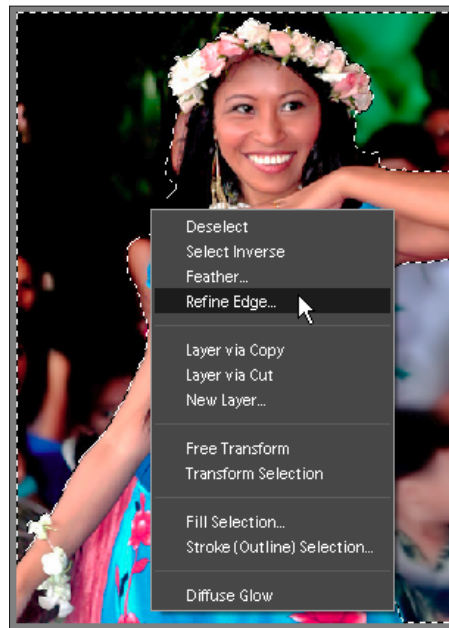 Deselect
Select Inverse
Feather...
Refine Edge...
Layer via Copy
Layer via Cut
New Layer...
Free Transform
Transform Selection
Fill Selection...
Stroke (Outline) Selection...
Diffuse Glow